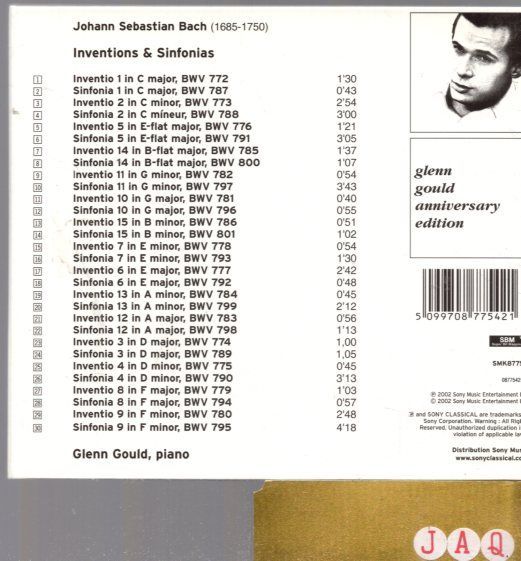 Johann Sebastian Bach (1685-1750)
Inventions & Sinfonias
1 Inventio 1 in C major, BWV 772 1'30
2 Sinfonia 1 in C major, BWV 787 0'43
3 Inventio 2 in C minor, BWV 773 2'54
4 Sinfonia 2 in C míneur, BWV 788 3'00
5 Inventio 5 in E-flat major, BWV 776 1'21
6 Sinfonia 5 in E-flat major, BWV 791 3'05
7 Inventio 14 in B-flat major, BWV 785 1'37
8 Sinfonia 14 in B-flat major, BWV 800 1'07
9 Inventio 11 in G minor, BWV 782 0'54
10 Sinfonia 11 in G minor, BWV 797 3'43
11 Inventio 10 in G major, BWV 781 0'40
12 Sinfonia 10 in G major, BWV 796 0'55
13 Inventio 15 in B minor, BWV 786 0'51
14 Sinfonia 15 in B minor, BWV 801 1'02
15 Inventio 7 in E minor, BWV 778 0'54
16 Sinfonia 7 in E minor, BWV 793 1'30
17 Inventio 6 in E major, BWV 777 2'42
18 Sinfonia 6 in E major, BWV 792 0'48
19 Inventio 13 in A minor, BWV 784 0'45
20 Sinfonia 13 in A minor, BWV 799 2'12
21 Inventio 12 in A major, BWV 783 0'56
22 Sinfonia 12 in A major, BWV 798 1'13
23 Inventio 3 in D major, BWV 774 1,00
24 Sinfonia 3 in D major, BWV 789 1,05
25 Inventio 4 in D minor, BWV 775 0'45
26 Sinfonia 4 in D minor, BWV 790 3'13
27 Inventio 8 in F major, BWV 779 1'03
28 Sinfonia 8 in F major, BWV 794 0'57
29 Inventio 9 in F minor, BWV 780 2'48
30 Sinfonia 9 in F minor, BWV 795 4'18
Glenn Gould, piano
glenn
gould
anniversary
edition
5 099708 775421
SBM
SMK877
0877542
℗ 2002 Sony Music Entertainment
© 2002 Sony Music Entertainment
and SONY CLASSICAL are trademarks
Sony Corporation. Warning : All
Reserved. Unauthorized duplication
violation of applicable
Distribution Sony
www.sonyclassical.co
J A Q.